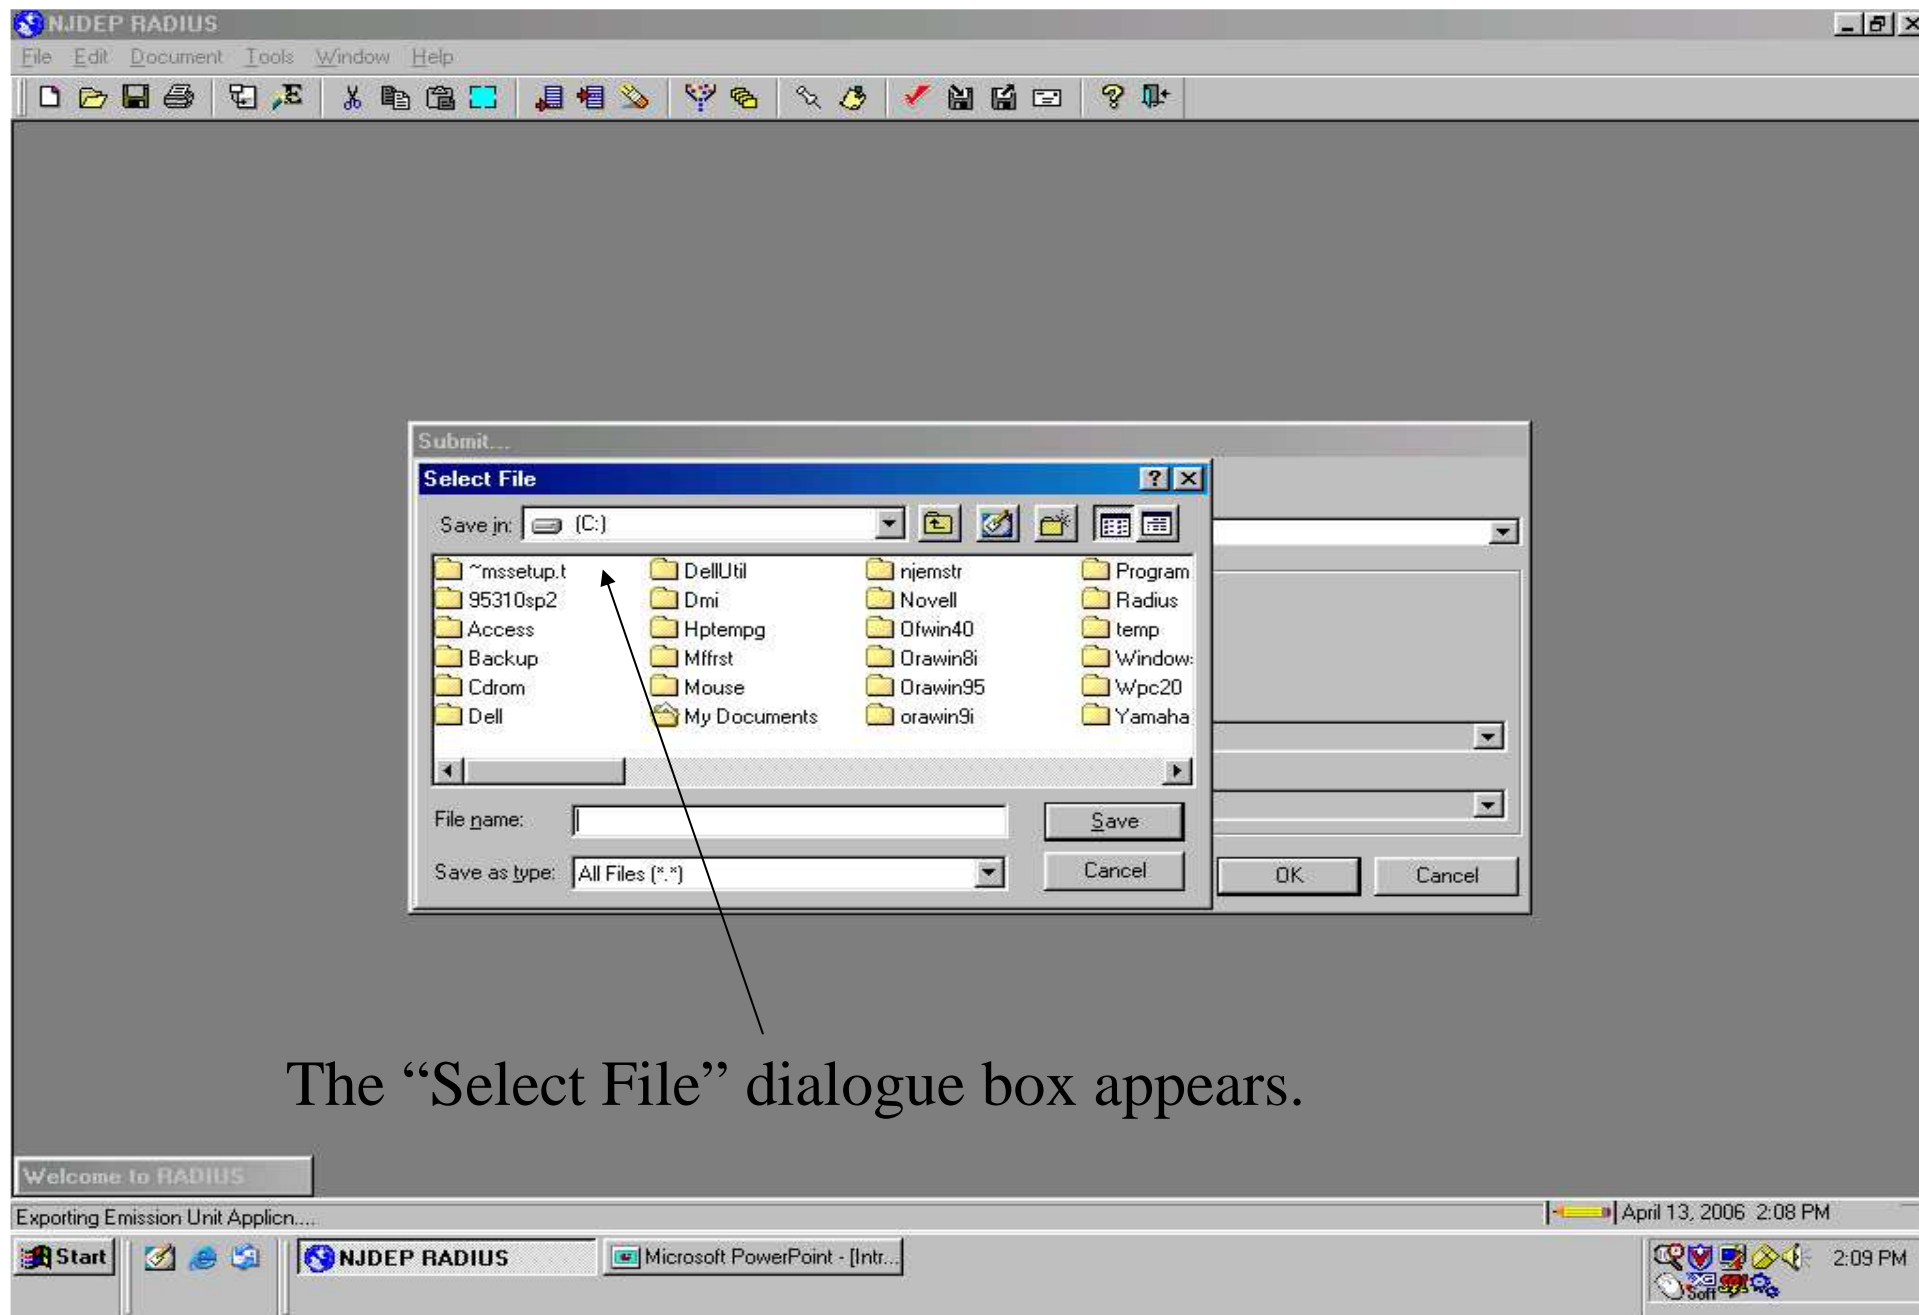 NJDEP RADIUS
File Edit Document Tools Window Help
Submit...
Select File
Save in: (C:)
~mssetup.t DellUtil njemstr Program
95310sp2 Dmi Novell Radius
Access Hptempg Ofwin40 temp
Backup Mffrst Orawin8i Windows
Cdrom Mouse Orawin95 Wpc20
Dell My Documents orawin9i Yamaha
File name: Save
Save as type: All Files (*.*) Cancel
OK Cancel
The “Select File” dialogue box appears.
Welcome to RADIUS
Exporting Emission Unit Applicn.... April 13, 2006 2:08 PM
Start NJDEP RADIUS Microsoft PowerPoint - [Intr... 2:09 PM
Soft